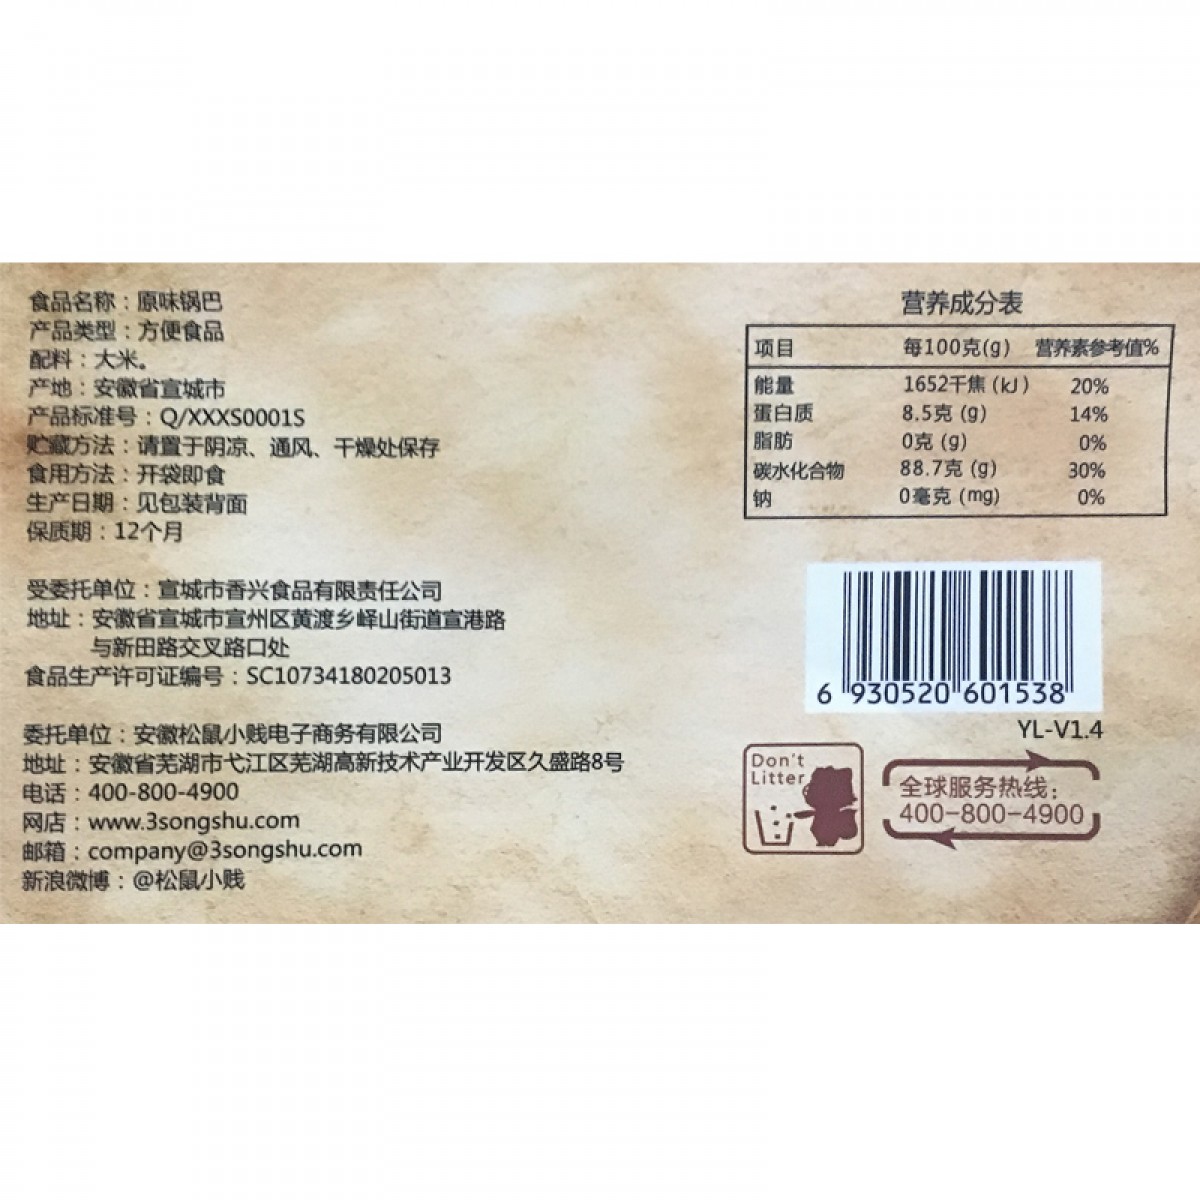 食品名称：原味锅巴
产品类型：方便食品
配料：大米。
产地：安徽省宣城市
产品标准号：Q/XXXS0001S
贮藏方法：请置于阴凉、通风、干燥处保存
食用方法：开袋即食
生产日期：见包装背面
保质期：12个月
受委托单位：宣城市香兴食品有限责任公司
地址：安徽省宣城市宣州区黄渡乡峄山街道宣港路
与新田路交叉路口处
食品生产许可证编号：SC10734180205013
委托单位：安徽松鼠小贱电子商务有限公司
地址：安徽省芜湖市弋江区芜湖高新技术产业开发区久盛路8号
电话：400-800-4900
网店：www.3songshu.com
邮箱：company@3songshu.com
新浪微博：@松鼠小贱
营养成分表
项目 每100克(g) 营养素参考值%
能量 1652千焦(kJ) 20%
蛋白质 8.5克(g) 14%
脂肪 0克(g) 0%
碳水化合物 88.7克(g) 30%
钠 0毫克(mg) 0%
6 930520 601538
YL-V1.4
Don't
Litter
全球服务热线：
400-800-4900